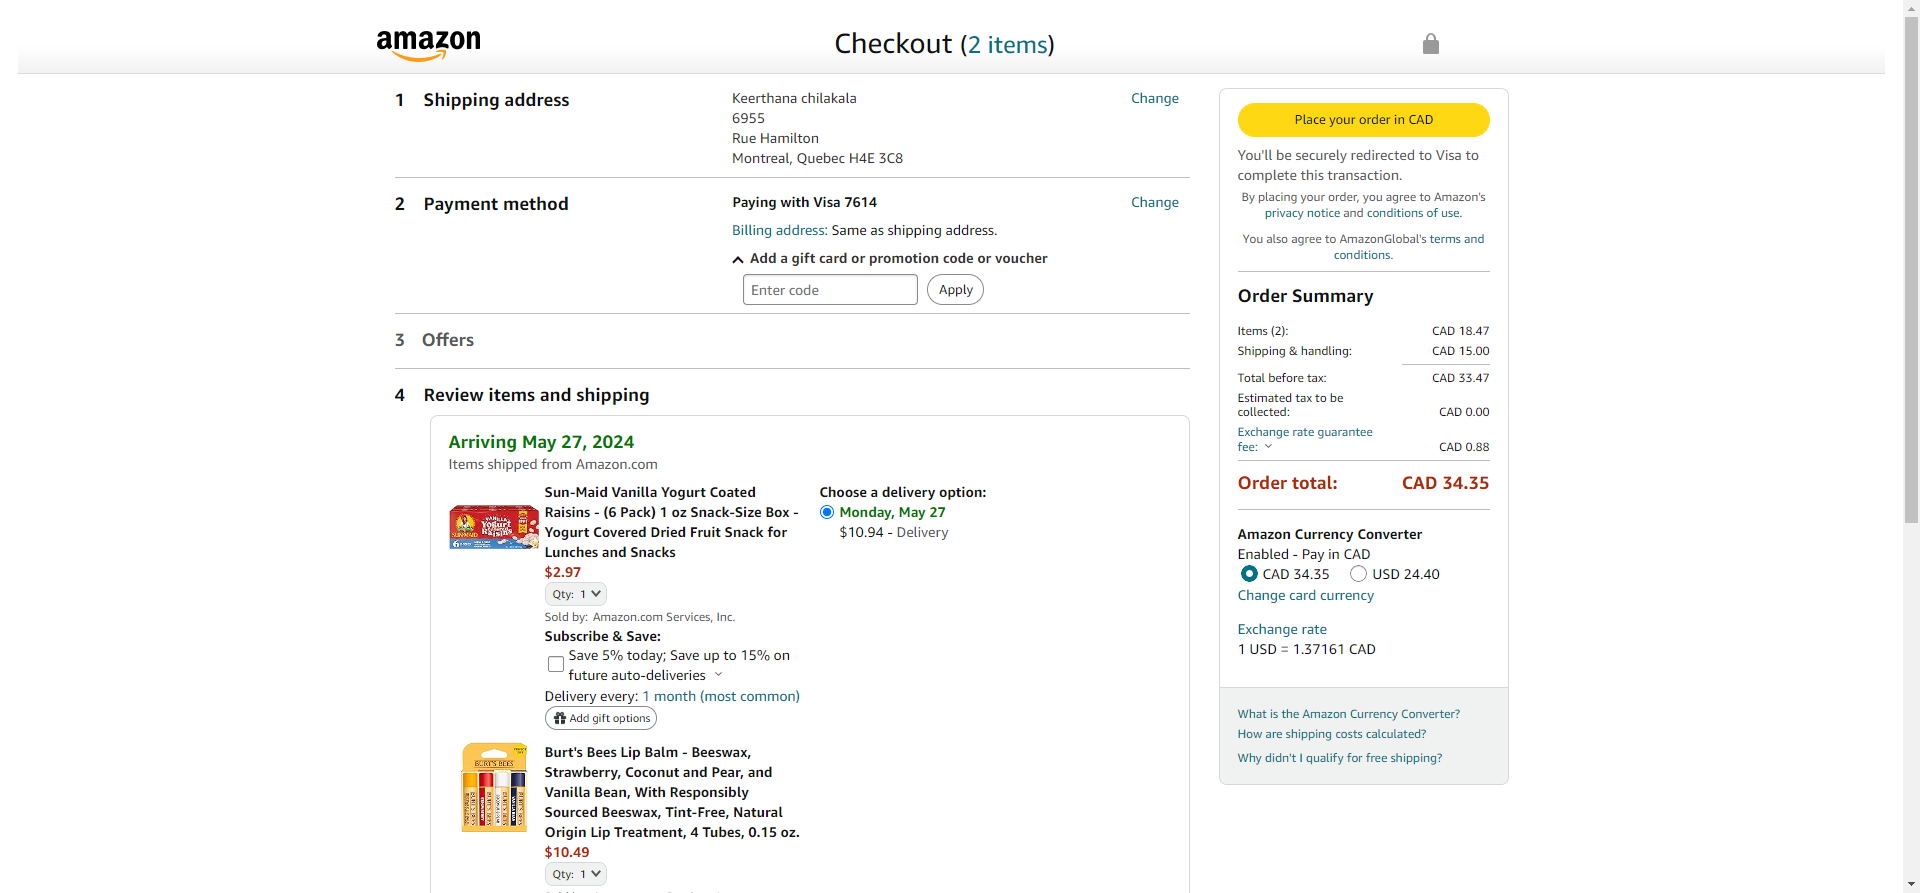 amazon
Checkout (2 items)
1 Shipping address
Keerthana chilakala
6955
Rue Hamilton
Montreal, Quebec H4E 3C8
Change
2 Payment method
Paying with Visa 7614
Change
Billing address: Same as shipping address.
Add a gift card or promotion code or voucher
Enter code
Apply
3 Offers
4 Review items and shipping
Arriving May 27, 2024
Items shipped from Amazon.com
Sun-Maid Vanilla Yogurt Coated
Raisins - (6 Pack) 1 oz Snack-Size Box -
Yogurt Covered Dried Fruit Snack for
Lunches and Snacks
$2.97
Qty: 1
Sold by: Amazon.com Services, Inc.
Subscribe & Save:
Save 5% today; Save up to 15% on
future auto-deliveries
Delivery every: 1 month (most common)
Add gift options
Choose a delivery option:
Monday, May 27
$10.94 - Delivery
BURT'S BEES
Burt's Bees Lip Balm - Beeswax,
Strawberry, Coconut and Pear, and
Vanilla Bean, With Responsibly
Sourced Beeswax, Tint-Free, Natural
Origin Lip Treatment, 4 Tubes, 0.15 oz.
$10.49
Qty: 1
Place your order in CAD
You'll be securely redirected to Visa to
complete this transaction.
By placing your order, you agree to Amazon's
privacy notice and conditions of use.
You also agree to AmazonGlobal's terms and
conditions.
Order Summary
Items (2): CAD 18.47
Shipping & handling: CAD 15.00
Total before tax: CAD 33.47
Estimated tax to be
collected: CAD 0.00
Exchange rate guarantee
fee: CAD 0.88
Order total: CAD 34.35
Amazon Currency Converter
Enabled - Pay in CAD
CAD 34.35 USD 24.40
Change card currency
Exchange rate
1 USD = 1.37161 CAD
What is the Amazon Currency Converter?
How are shipping costs calculated?
Why didn't I qualify for free shipping?